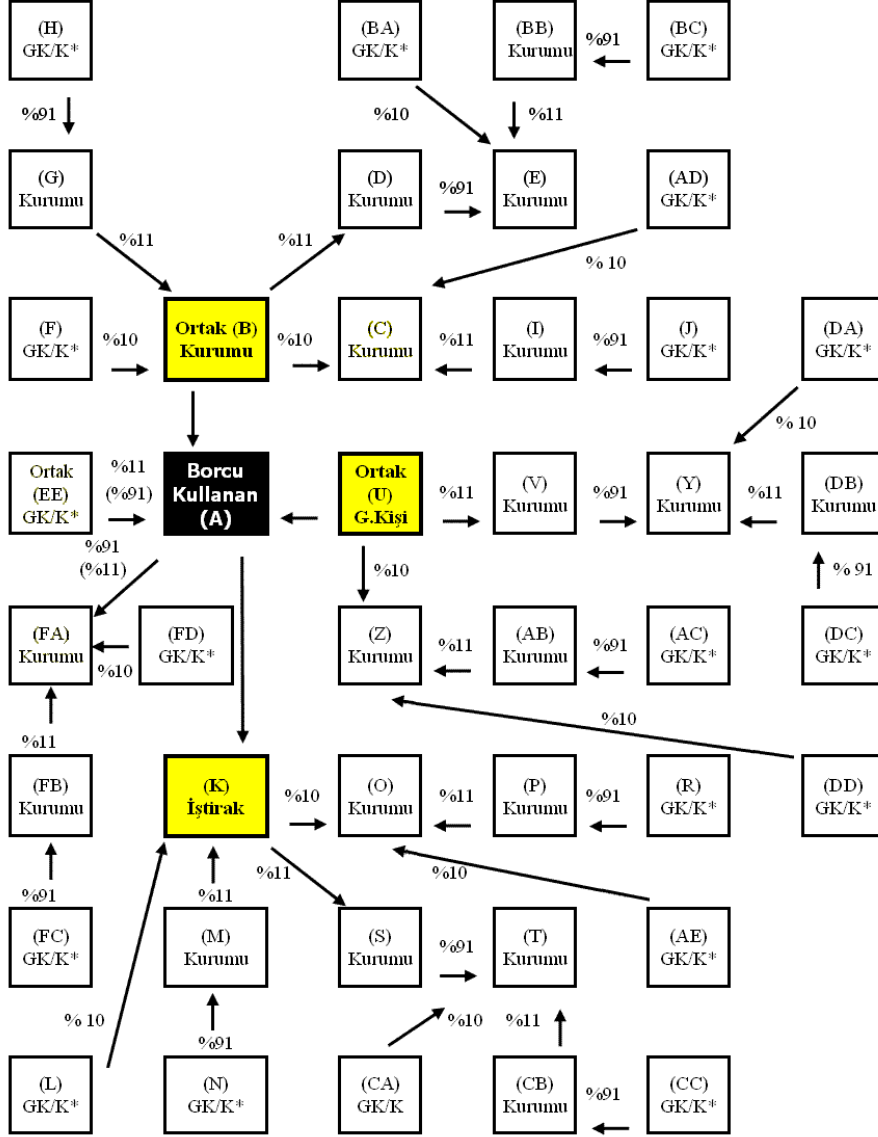 (H)
GK/K*
(BA)
GK/K*
(BB)
Kurumu
%91
(BC)
GK/K*
%91
%10
%11
(G)
Kurumu
(D)
Kurumu
%91
(E)
Kurumu
(AD)
GK/K*
%11
%11
% 10
(F)
GK/K*
%10
Ortak (B)
Kurumu
%10
(C)
Kurumu
%11
(I)
Kurumu
%91
(J)
GK/K*
(DA)
GK/K*
% 10
Ortak
(EE)
GK/K*
%11
(%91)
Borcu
Kullanan
(A)
Ortak
(U)
G.Kişi
%11
(V)
Kurumu
%91
(Y)
Kurumu
%11
(DB)
Kurumu
%91
(%11)
%10
% 91
(FA)
Kurumu
%10
(FD)
GK/K*
(Z)
Kurumu
%11
(AB)
Kurumu
%91
(AC)
GK/K*
(DC)
GK/K*
%11
%10
(FB)
Kurumu
(K)
İştirak
%10
(O)
Kurumu
%11
(P)
Kurumu
%91
(R)
GK/K*
(DD)
GK/K*
%91
%11
%11
%10
(FC)
GK/K*
(M)
Kurumu
(S)
Kurumu
%91
(T)
Kurumu
(AE)
GK/K*
% 10
%91
%10
%11
(L)
GK/K*
(N)
GK/K*
(CA)
GK/K
(CB)
Kurumu
%91
(CC)
GK/K*